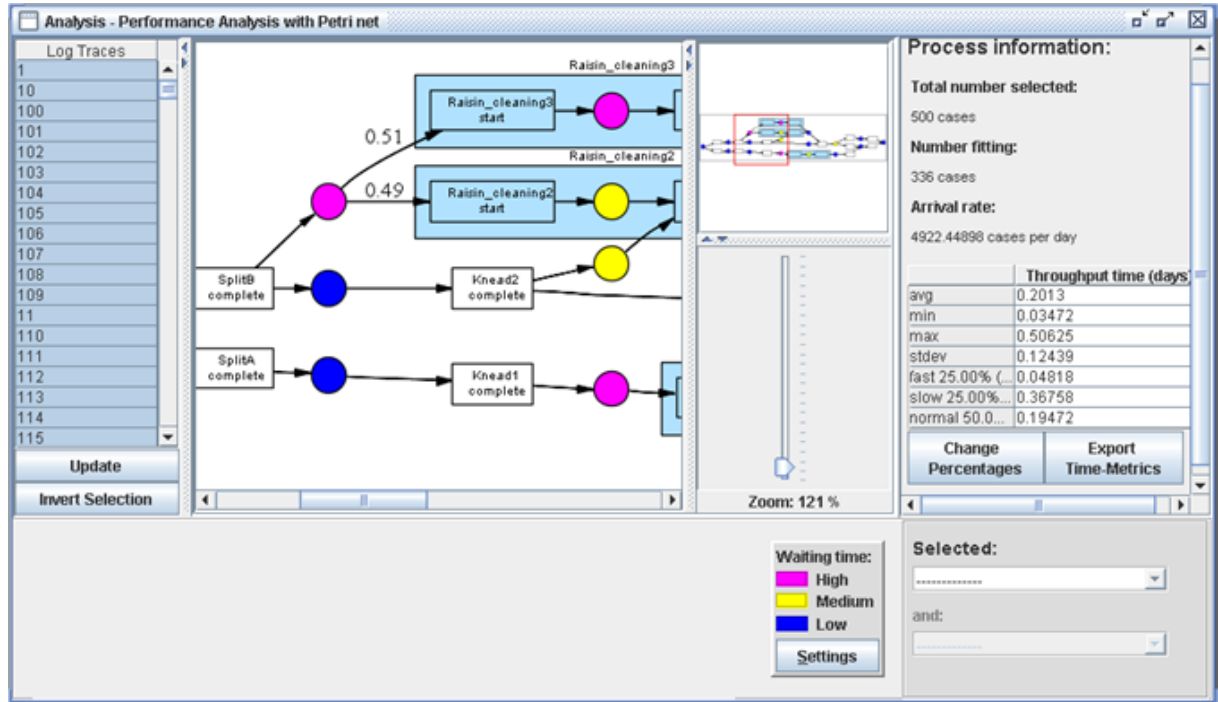 Analysis - Performance Analysis with Petri net
Log Traces
1
10
100
101
102
103
104
105
106
107
108
109
11
110
111
112
113
114
115
Update
Invert Selection
Raisin_cleaning3
Raisin_cleaning3
start
0.51
Raisin_cleaning2
0.49
Raisin_cleaning2
start
SplitB
complete
Knead2
complete
SplitA
complete
Knead1
complete
Zoom: 121 %
Process information:
Total number selected:
500 cases
Number fitting:
336 cases
Arrival rate:
4922.44898 cases per day
Throughput time (days)
avg 0.2013
min 0.03472
max 0.50625
stdev 0.12439
fast 25.00% (... 0.04818
slow 25.00%... 0.36758
normal 50.0... 0.19472
Change
Percentages
Export
Time-Metrics
Waiting time:
High
Medium
Low
Settings
Selected:
-------------
and:
-------------